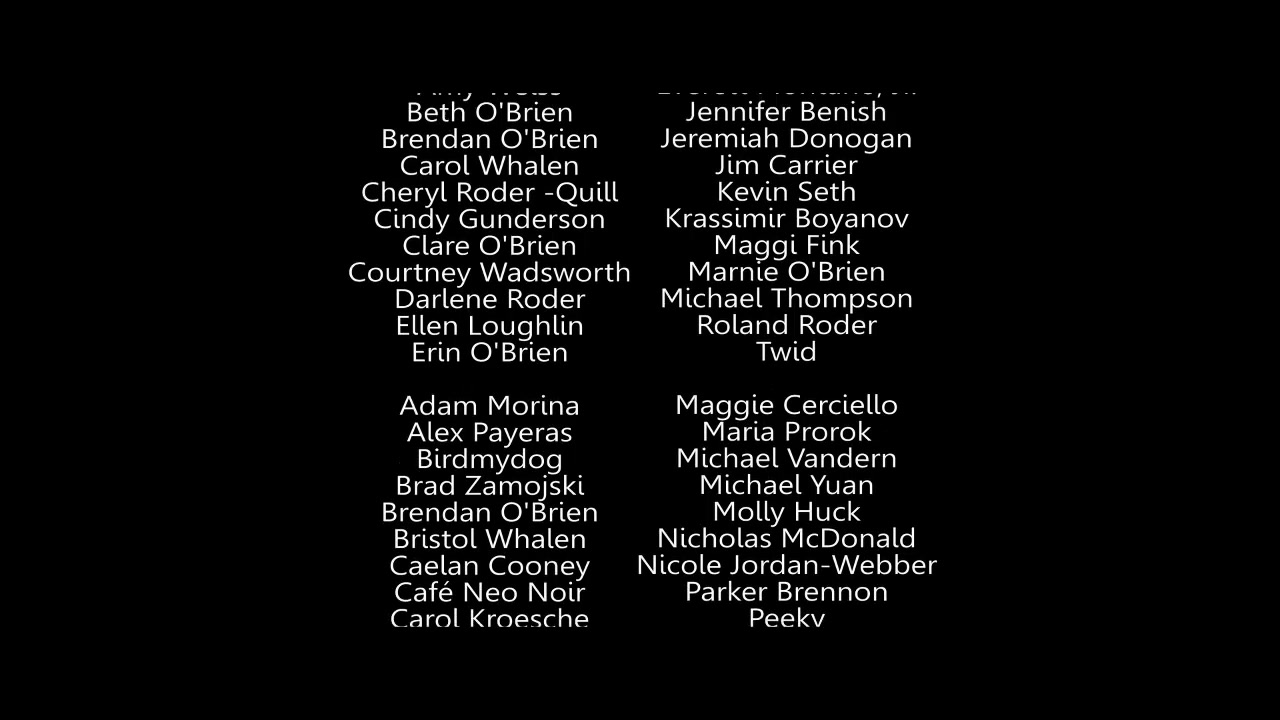 Amy Weiss
Beth O'Brien
Brendan O'Brien
Carol Whalen
Cheryl Roder -Quill
Cindy Gunderson
Clare O'Brien
Courtney Wadsworth
Darlene Roder
Ellen Loughlin
Erin O'Brien
Jennifer Benish
Jeremiah Donogan
Jim Carrier
Kevin Seth
Krassimir Boyanov
Maggi Fink
Marnie O'Brien
Michael Thompson
Roland Roder
Twid
Adam Morina
Alex Payeras
Birdmydog
Brad Zamojski
Brendan O'Brien
Bristol Whalen
Caelan Cooney
Café Neo Noir
Carol Kroesche
Maggie Cerciello
Maria Prorok
Michael Vandern
Michael Yuan
Molly Huck
Nicholas McDonald
Nicole Jordan-Webber
Parker Brennon
Peeky